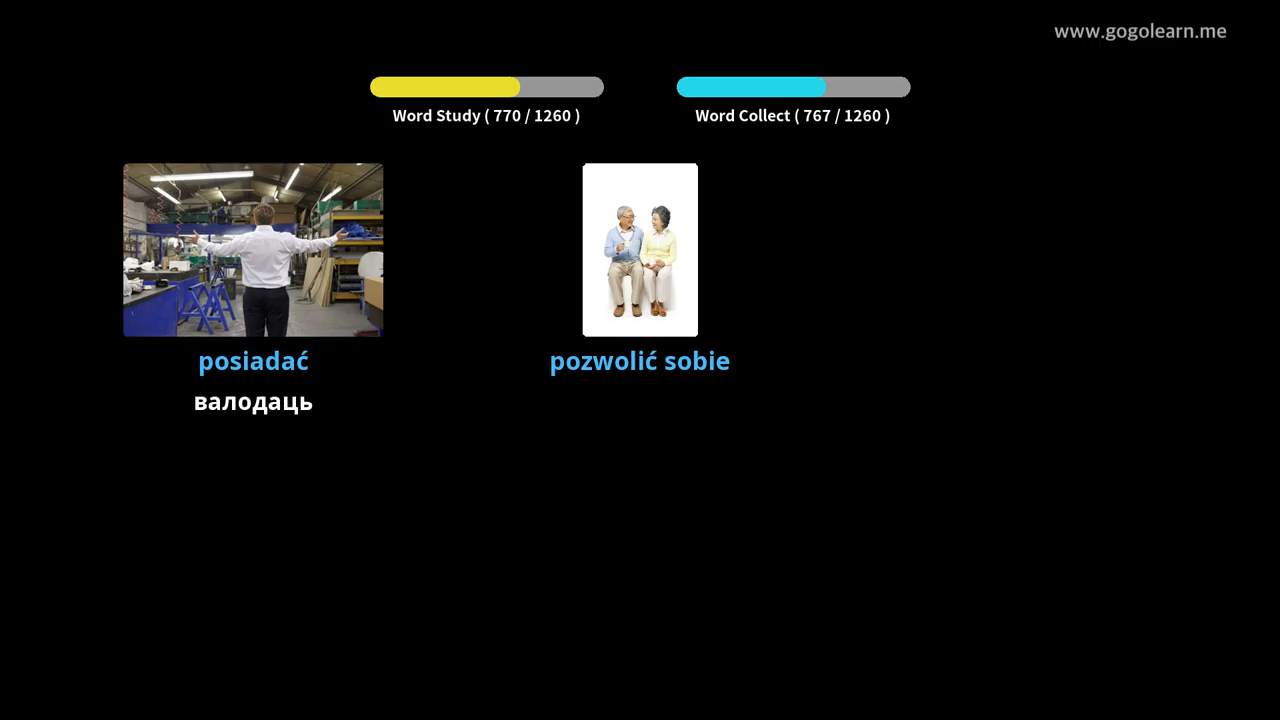 www.gogolearn.me
Word Study ( 770 / 1260 )
Word Collect ( 767 / 1260 )
posiadać
pozwolić sobie
валодаць